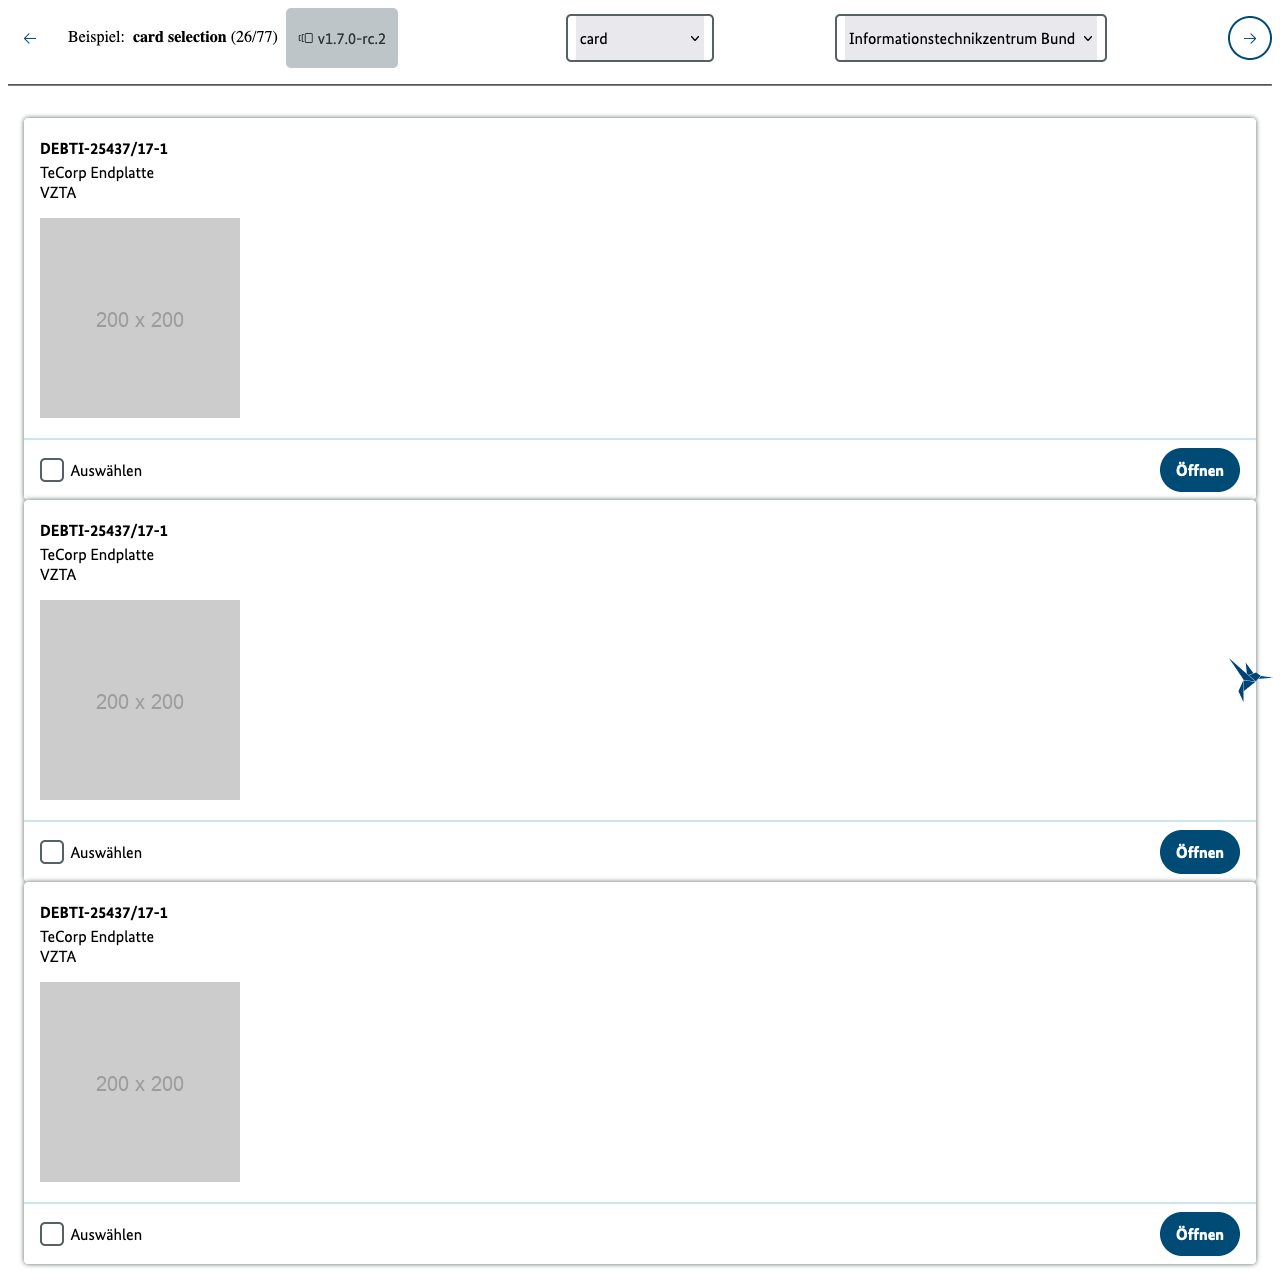 Beispiel: card selection (26/77) v1.7.0-rc.2 card Informationstechnikzentrum Bund
DEBTI-25437/17-1
TeCorp Endplatte
VZTA
200 x 200
Auswählen Öffnen
DEBTI-25437/17-1
TeCorp Endplatte
VZTA
200 x 200
Auswählen Öffnen
DEBTI-25437/17-1
TeCorp Endplatte
VZTA
200 x 200
Auswählen Öffnen